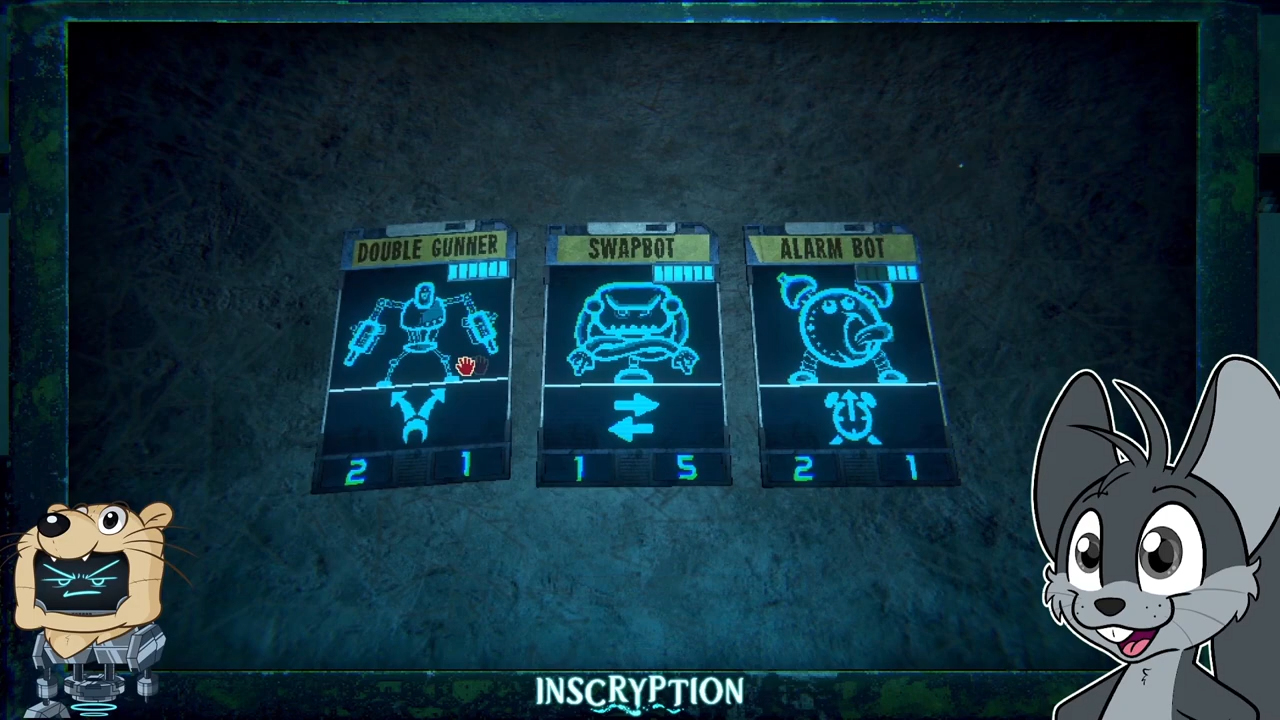 DOUBLE GUNNER
SWAPBOT
ALARM BOT
2 1
1 5
2 1
INSCRYPTION